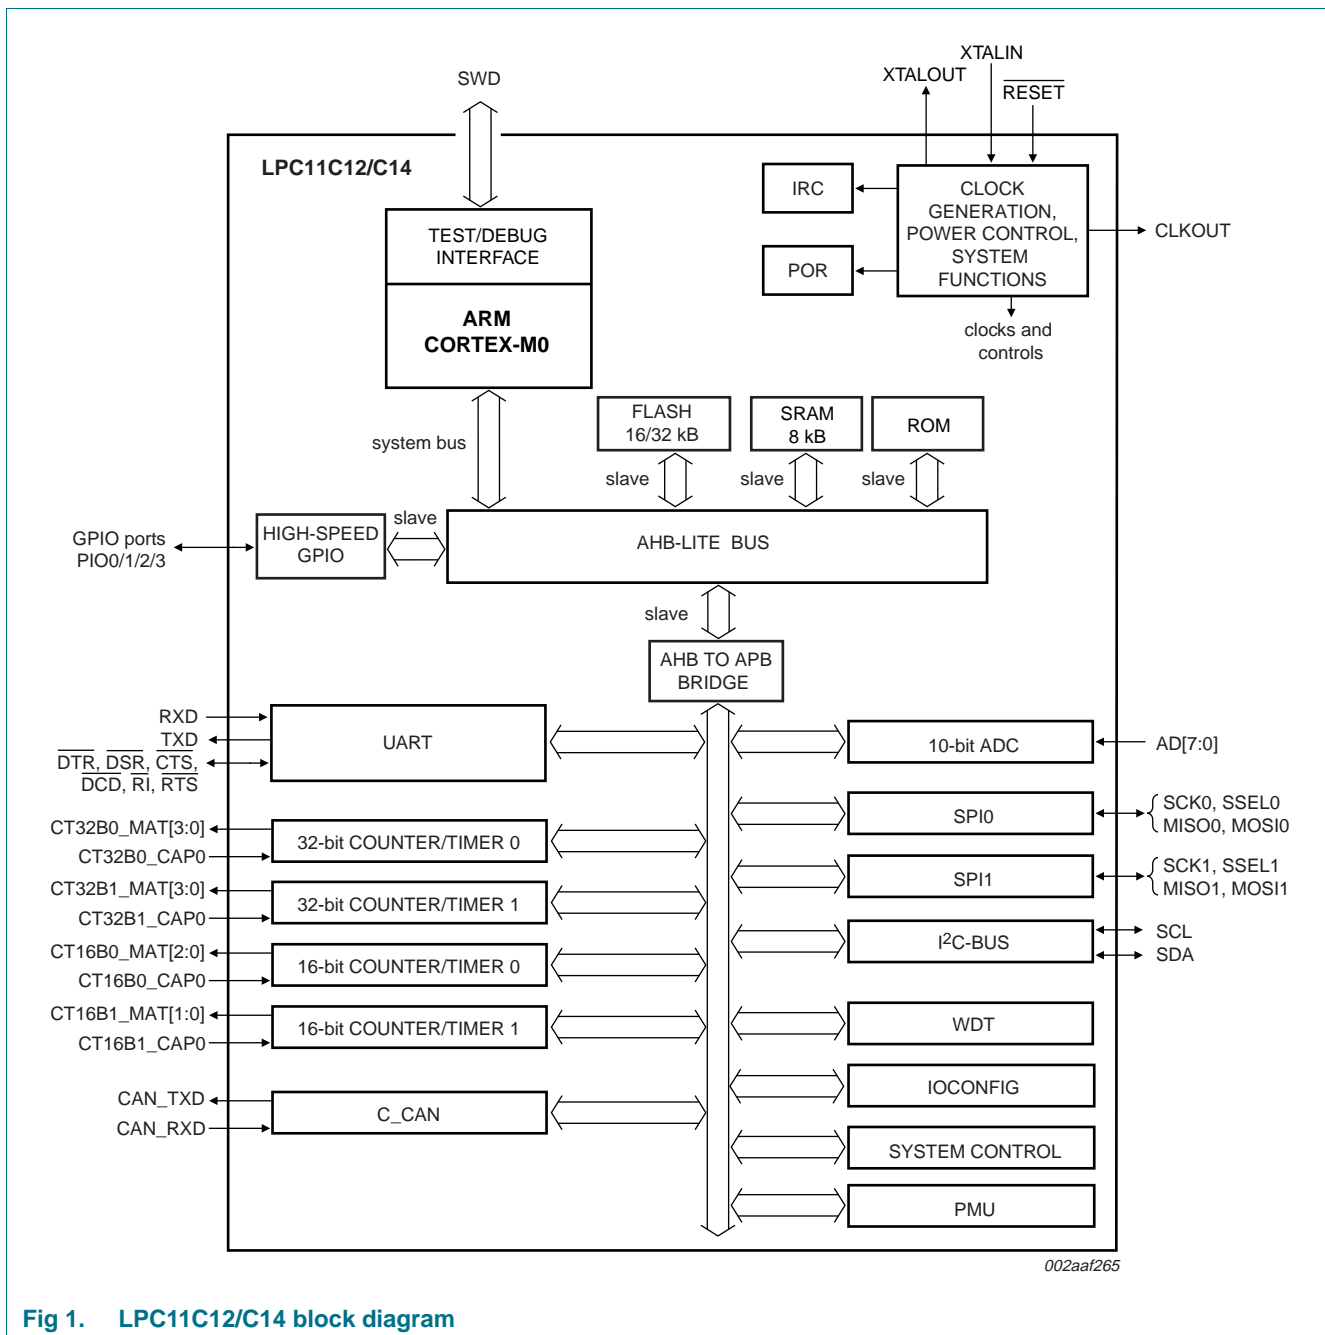 SWD
XTALIN
XTALOUT
RESET
LPC11C12/C14
IRC
CLOCK
GENERATION,
POWER CONTROL,
SYSTEM
FUNCTIONS
CLKOUT
POR
TEST/DEBUG
INTERFACE
ARM
CORTEX-M0
clocks and
controls
FLASH
16/32 kB
SRAM
8 kB
ROM
system bus
slave
slave
slave
GPIO ports
PIO0/1/2/3
HIGH-SPEED
GPIO
slave
AHB-LITE BUS
slave
AHB TO APB
BRIDGE
RXD
TXD
DTR, DSR, CTS,
DCD, RI, RTS
UART
10-bit ADC
AD[7:0]
CT32B0_MAT[3:0]
CT32B0_CAP0
32-bit COUNTER/TIMER 0
SPI0
SCK0, SSEL0
MISO0, MOSI0
CT32B1_MAT[3:0]
CT32B1_CAP0
32-bit COUNTER/TIMER 1
SPI1
SCK1, SSEL1
MISO1, MOSI1
CT16B0_MAT[2:0]
CT16B0_CAP0
16-bit COUNTER/TIMER 0
I²C-BUS
SCL
SDA
CT16B1_MAT[1:0]
CT16B1_CAP0
16-bit COUNTER/TIMER 1
WDT
IOCONFIG
CAN_TXD
CAN_RXD
C_CAN
SYSTEM CONTROL
PMU
002aaf265
Fig 1. LPC11C12/C14 block diagram